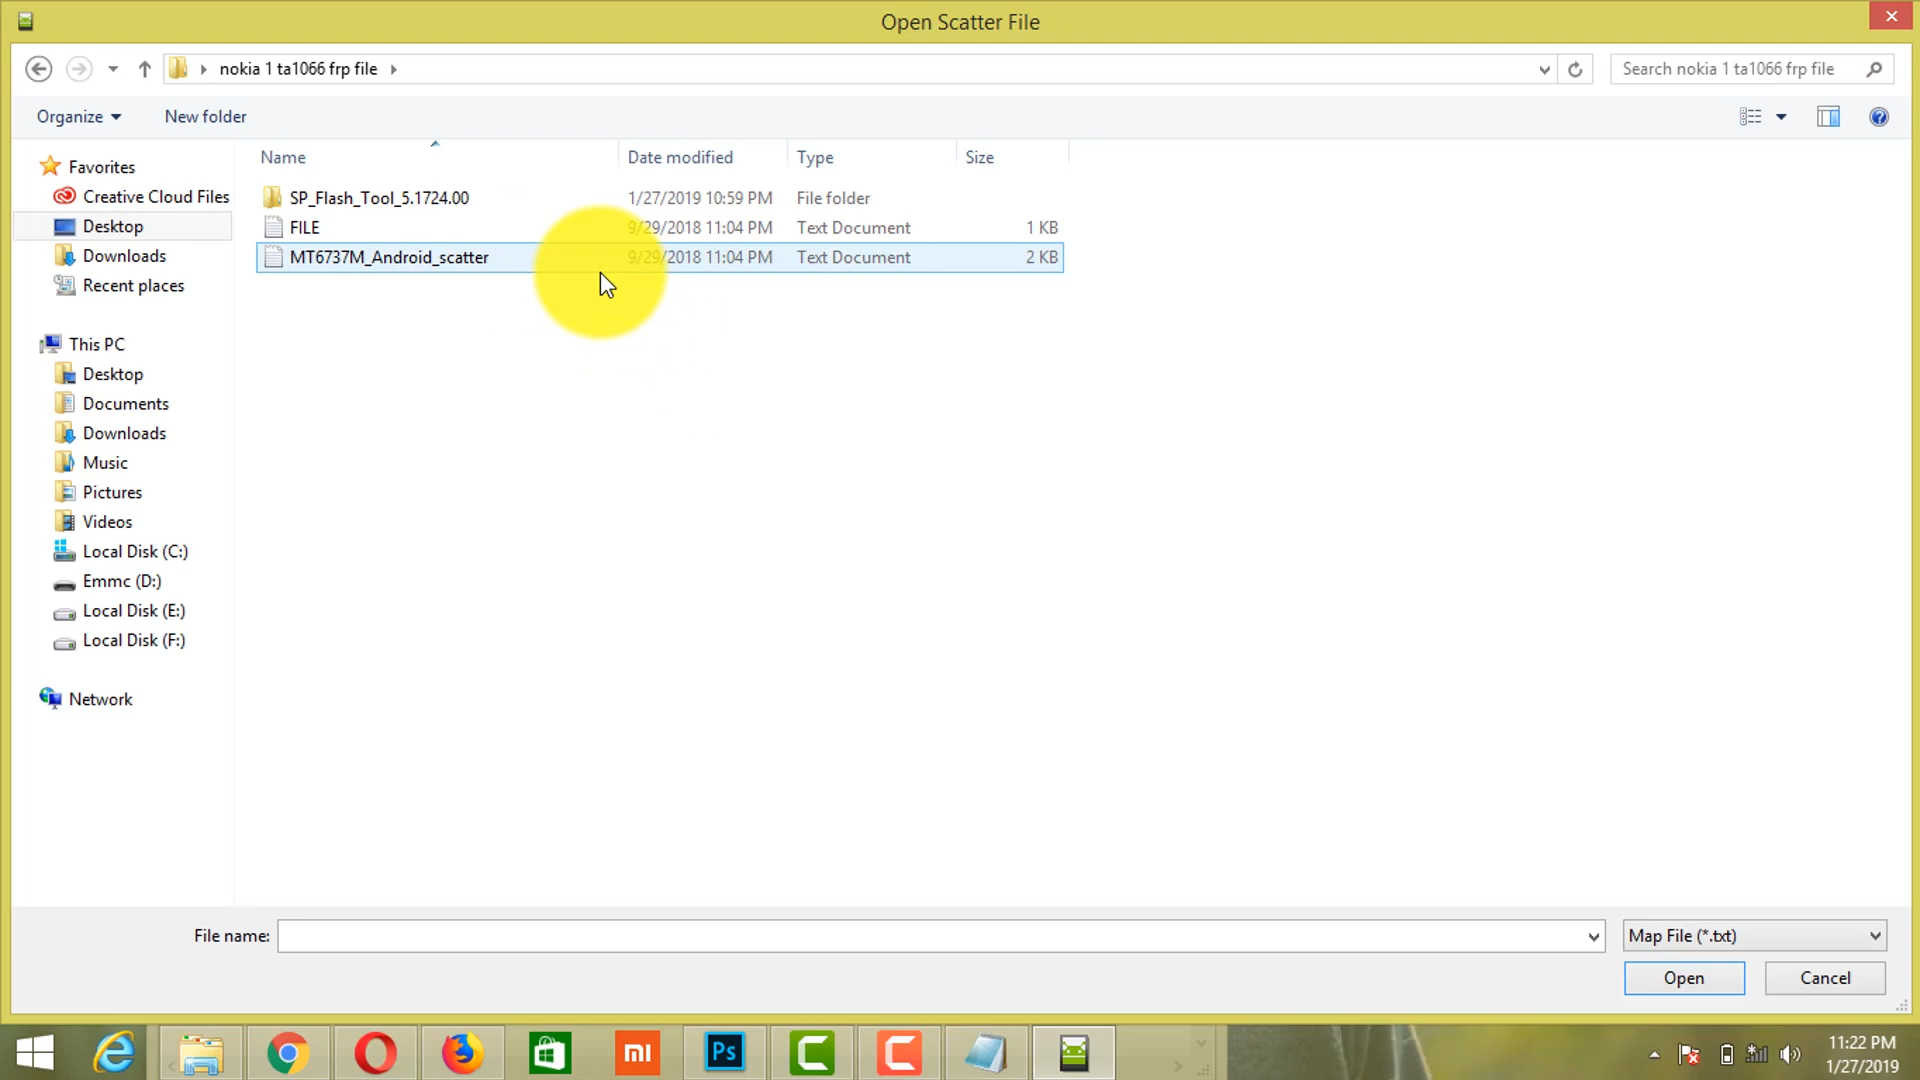 Open Scatter File
nokia 1 ta1066 frp file
Search nokia 1 ta1066 frp file
Organize
New folder
Name
Date modified
Type
Size
SP_Flash_Tool_5.1724.00
1/27/2019 10:59 PM
File folder
FILE
9/29/2018 11:04 PM
Text Document
1 KB
MT6737M_Android_scatter
9/29/2018 11:04 PM
Text Document
2 KB
Favorites
Creative Cloud Files
Desktop
Downloads
Recent places
This PC
Desktop
Documents
Downloads
Music
Pictures
Videos
Local Disk (C:)
Emmc (D:)
Local Disk (E:)
Local Disk (F:)
Network
File name:
Map File (*.txt)
Open
Cancel
mi
Ps
11:22 PM
1/27/2019